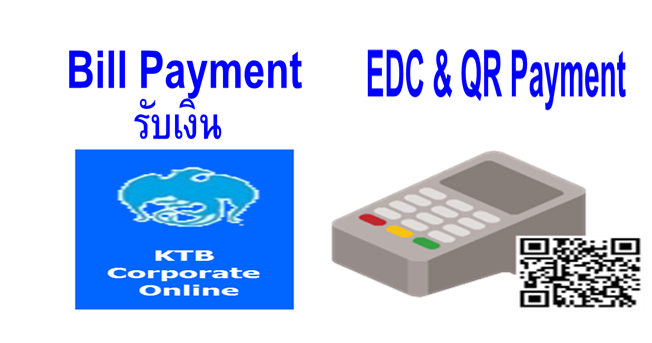 Bill Payment
รับเงิน
KTB
Corporate
Online
EDC & QR Payment